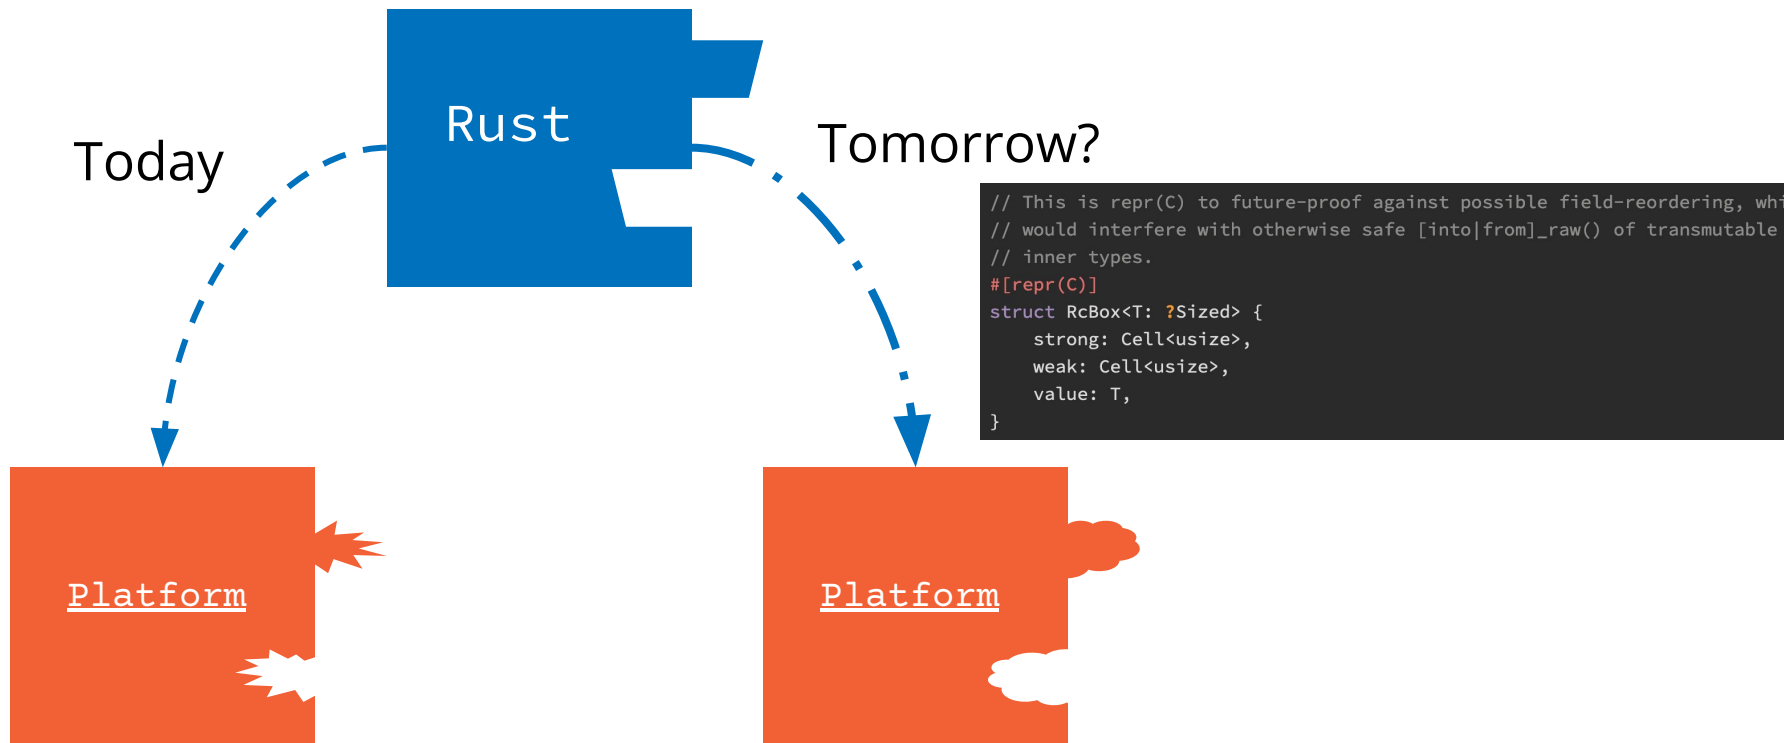 Rust
Today
Tomorrow?
// This is repr(C) to future-proof against possible field-reordering, whi
// would interfere with otherwise safe [into|from]_raw() of transmutable
// inner types.
#[repr(C)]
struct RcBox<T: ?Sized> {
    strong: Cell<usize>,
    weak: Cell<usize>,
    value: T,
}
Platform
Platform